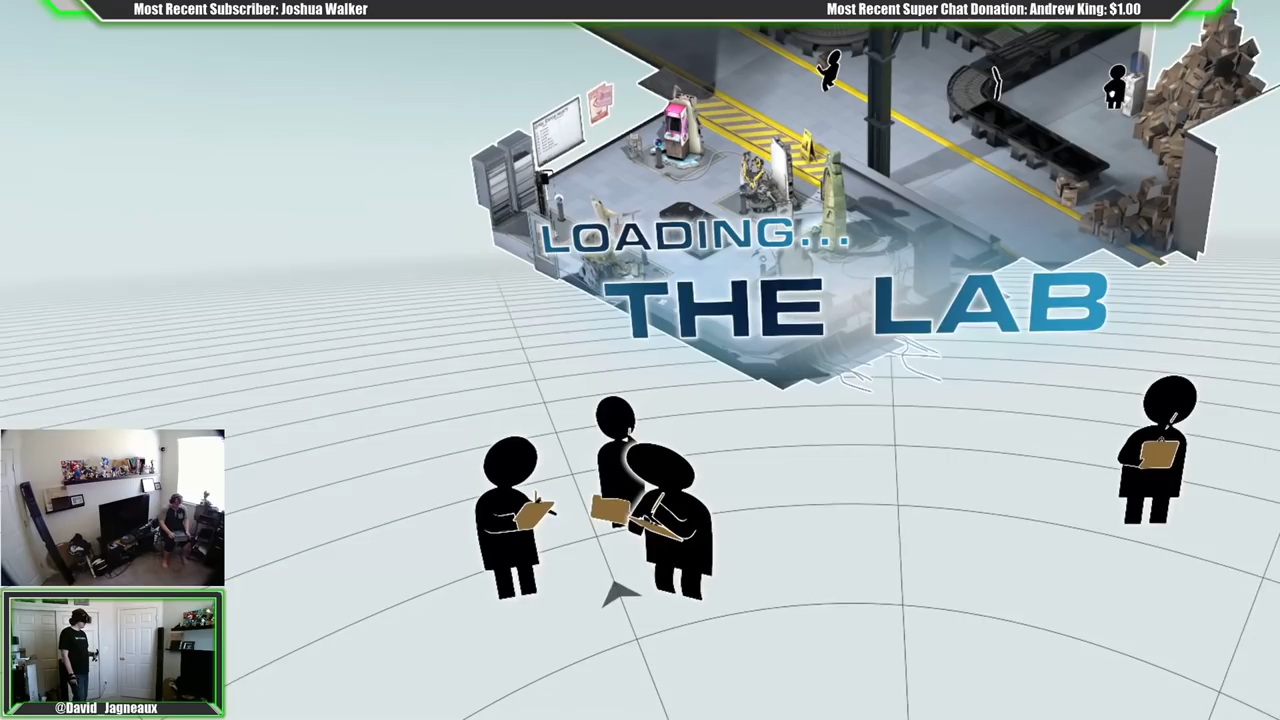 Most Recent Subscriber: Joshua Walker
Most Recent Super Chat Donation: Andrew King: $1.00
LOADING...
THE LAB
@David_Jagneaux